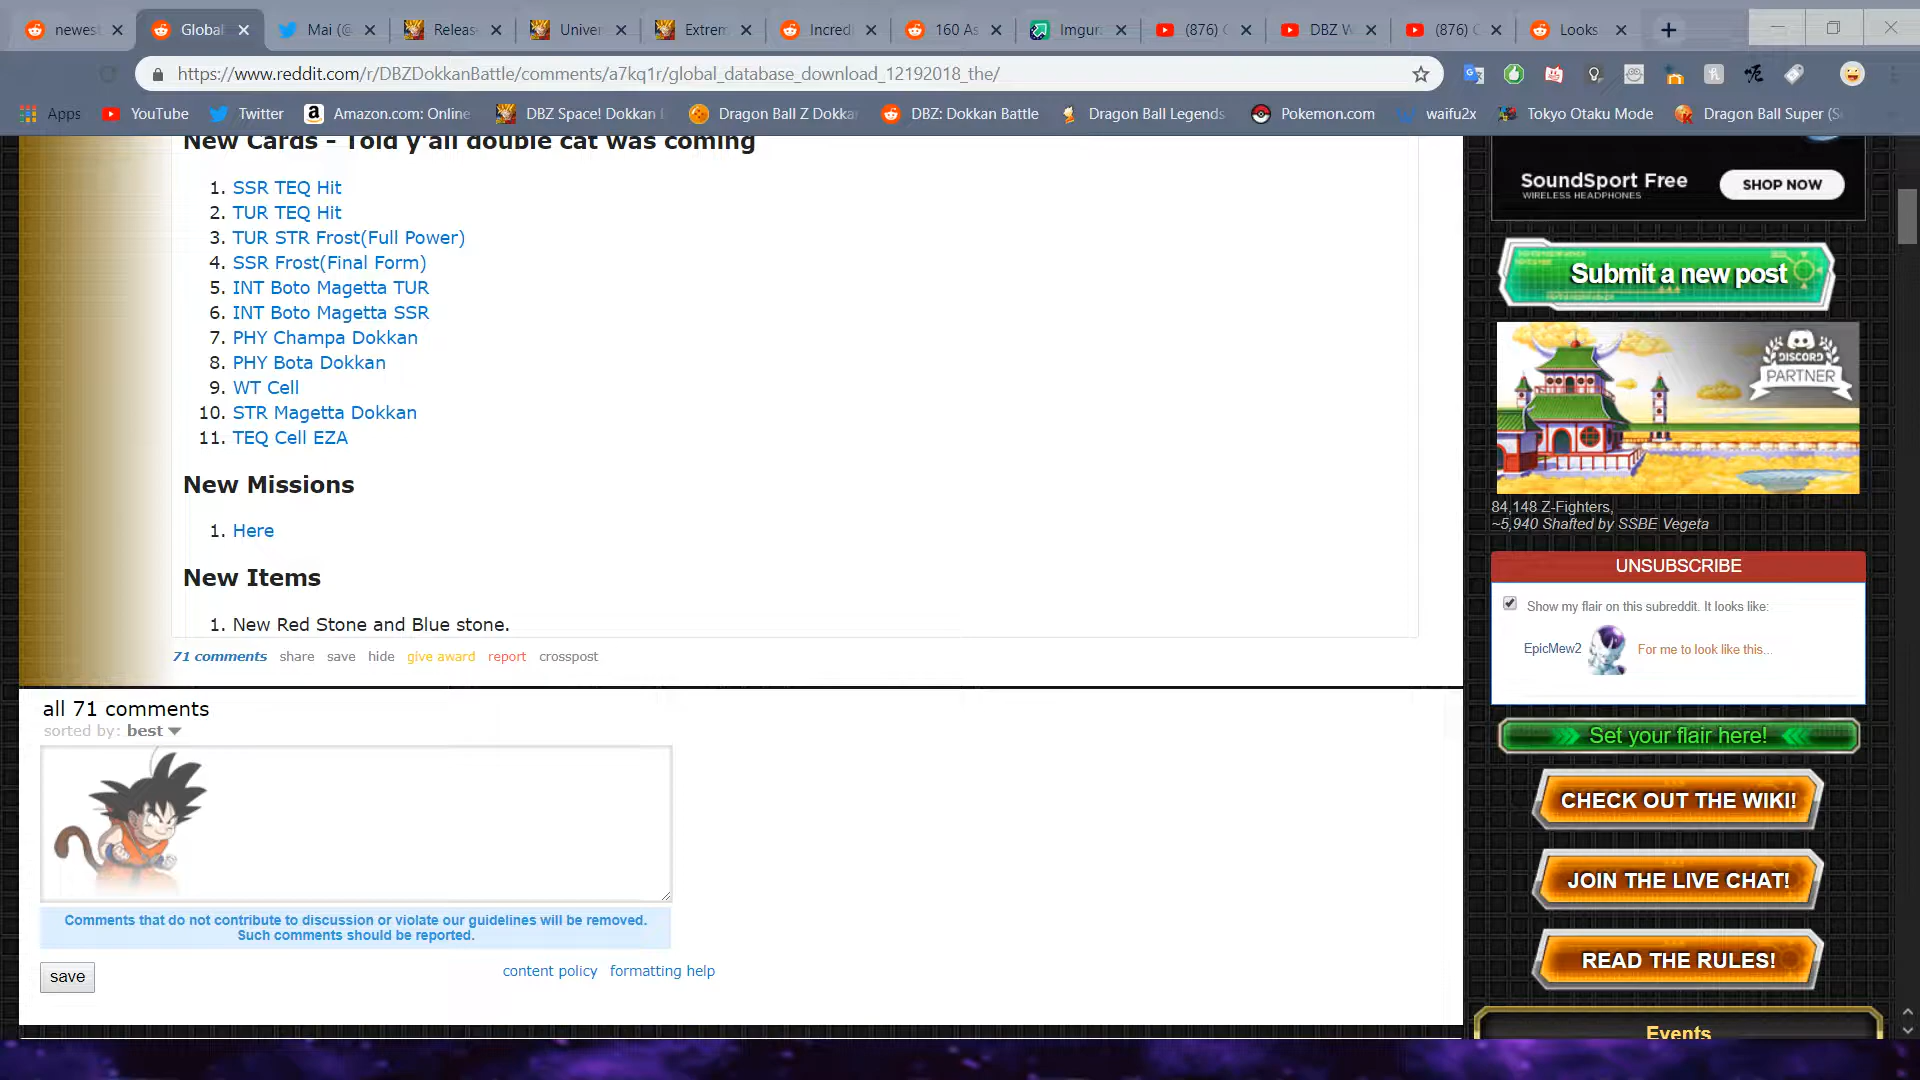 newest
Global
Mai (@
Release
Univer
Extrem
Incredi
160 As
Imgur:
(876) C
DBZ W
(876) C
Looks
https://www.reddit.com/r/DBZDokkanBattle/comments/a7kq1r/global_database_download_12192018_the/
Apps
YouTube
Twitter
Amazon.com: Online
DBZ Space! Dokkan
Dragon Ball Z Dokkan
DBZ: Dokkan Battle
Dragon Ball Legends
Pokemon.com
waifu2x
Tokyo Otaku Mode
Dragon Ball Super (S
New Cards - Told y'all double cat was coming
1. SSR TEQ Hit
2. TUR TEQ Hit
3. TUR STR Frost(Full Power)
4. SSR Frost(Final Form)
5. INT Boto Magetta TUR
6. INT Boto Magetta SSR
7. PHY Champa Dokkan
8. PHY Bota Dokkan
9. WT Cell
10. STR Magetta Dokkan
11. TEQ Cell EZA
New Missions
1. Here
New Items
1. New Red Stone and Blue stone.
71 comments share save hide give award report crosspost
all 71 comments
sorted by: best
Comments that do not contribute to discussion or violate our guidelines will be removed.
Such comments should be reported.
save
content policy formatting help
SoundSport Free
WIRELESS HEADPHONES
SHOP NOW
Submit a new post
DISCORD
PARTNER
84,148 Z-Fighters,
~5,940 Shafted by SSBE Vegeta
UNSUBSCRIBE
Show my flair on this subreddit. It looks like:
EpicMew2 For me to look like this...
Set your flair here!
CHECK OUT THE WIKI!
JOIN THE LIVE CHAT!
READ THE RULES!
Events